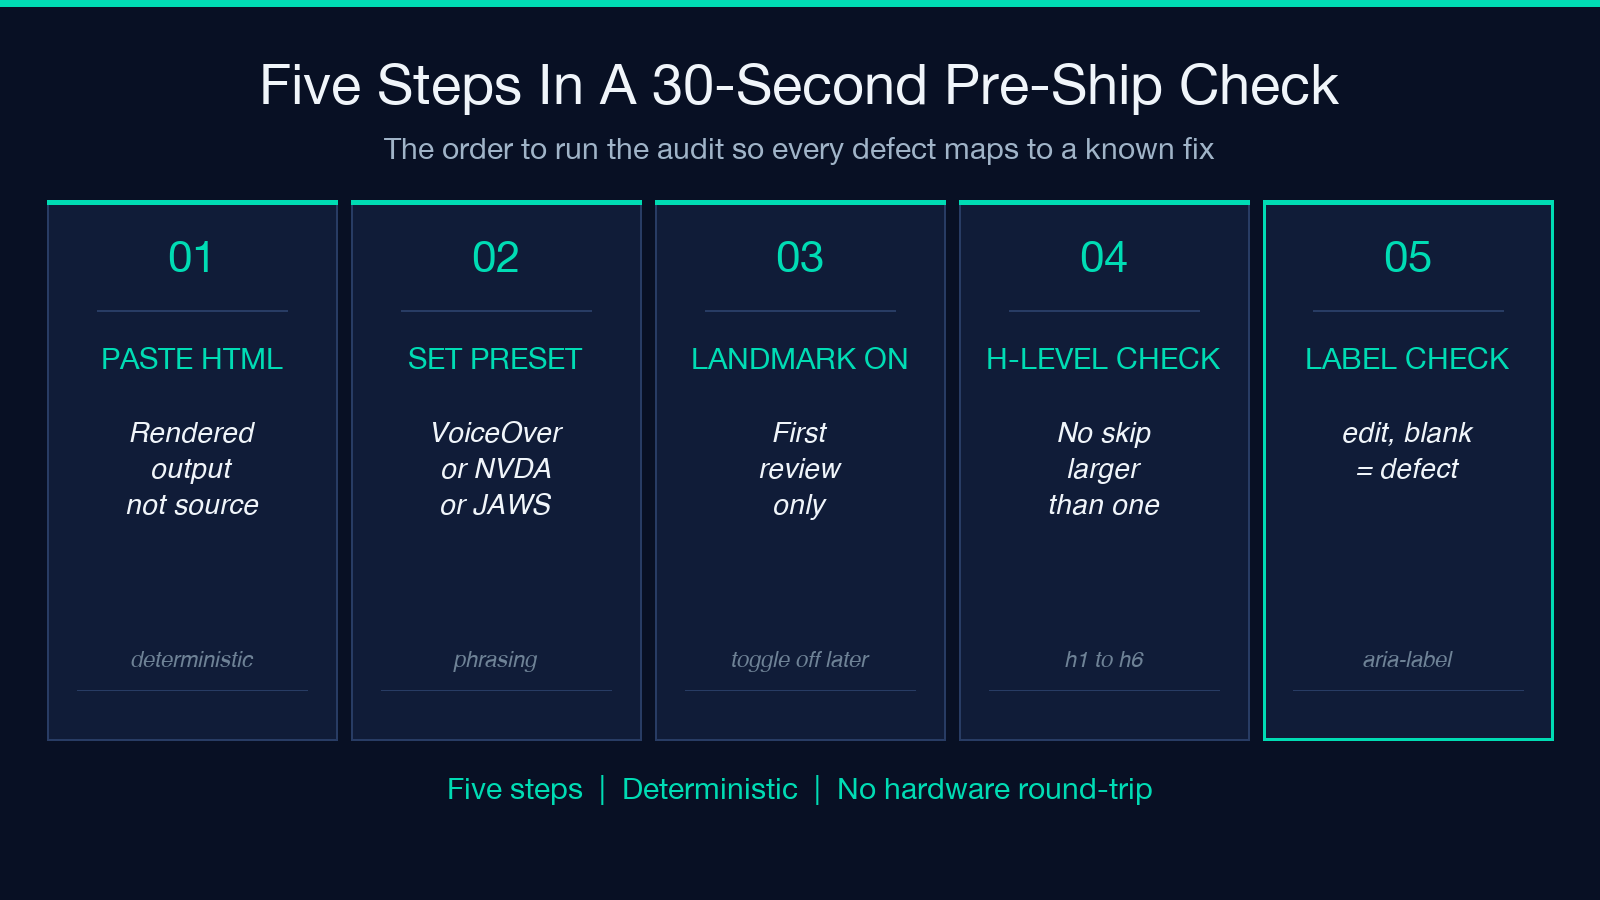 Five Steps In A 30-Second Pre-Ship Check
The order to run the audit so every defect maps to a known fix
01
PASTE HTML
Rendered
output
not source
deterministic
02
SET PRESET
VoiceOver
or NVDA
or JAWS
phrasing
03
LANDMARK ON
First
review
only
toggle off later
04
H-LEVEL CHECK
No skip
larger
than one
h1 to h6
05
LABEL CHECK
edit, blank
= defect
aria-label
Five steps | Deterministic | No hardware round-trip